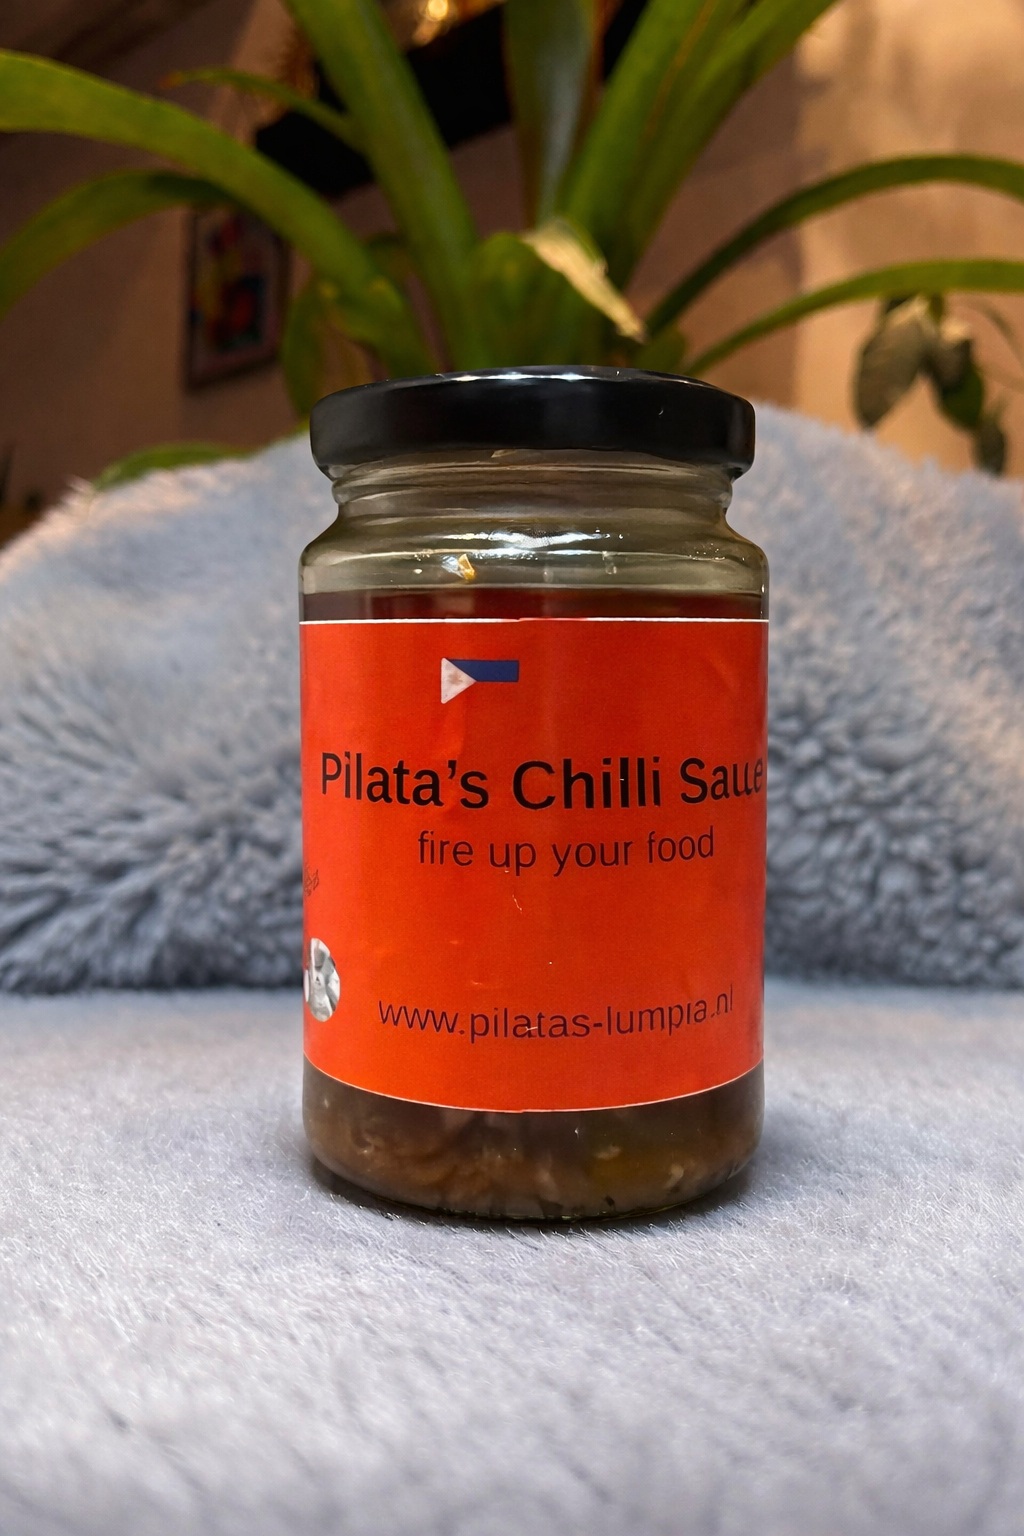 Pilata's Chilli Sauce
fire up your food
www.pilatas-lumpia.nl